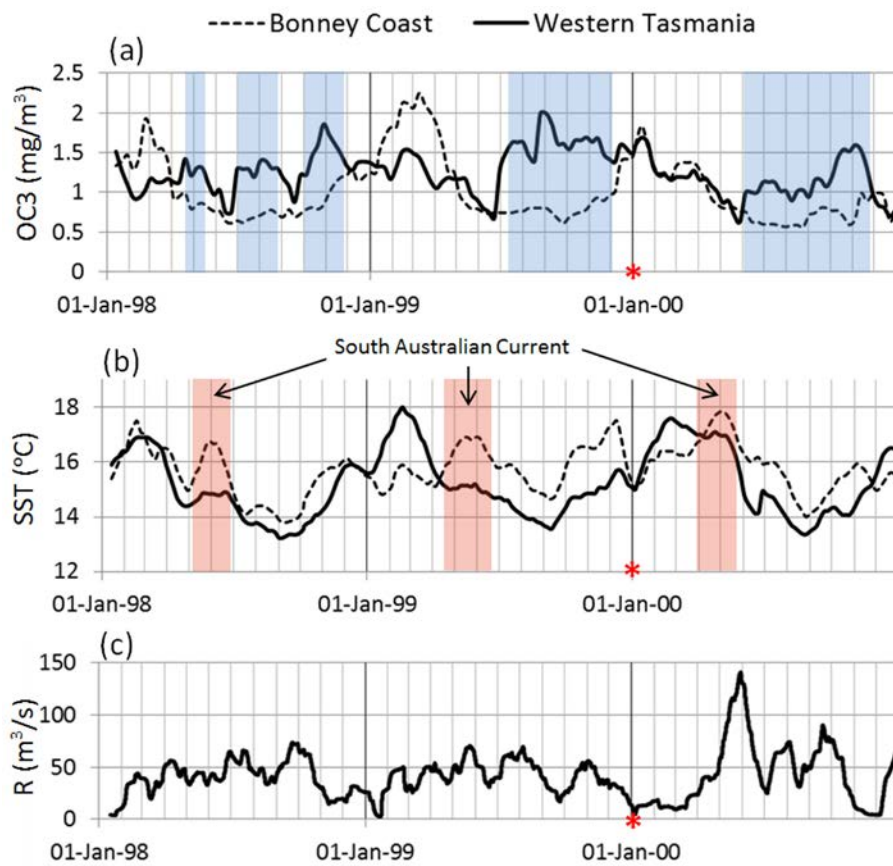 Bonney Coast Western Tasmania
(a)
OC3 (mg/m³)
2.5
2
1.5
1
0.5
0
*
01-Jan-98 01-Jan-99 01-Jan-00
(b)
South Australian Current
SST (°C)
18
16
14
12
*
01-Jan-98 01-Jan-99 01-Jan-00
(c)
R (m³/s)
150
100
50
0
*
01-Jan-98 01-Jan-99 01-Jan-00